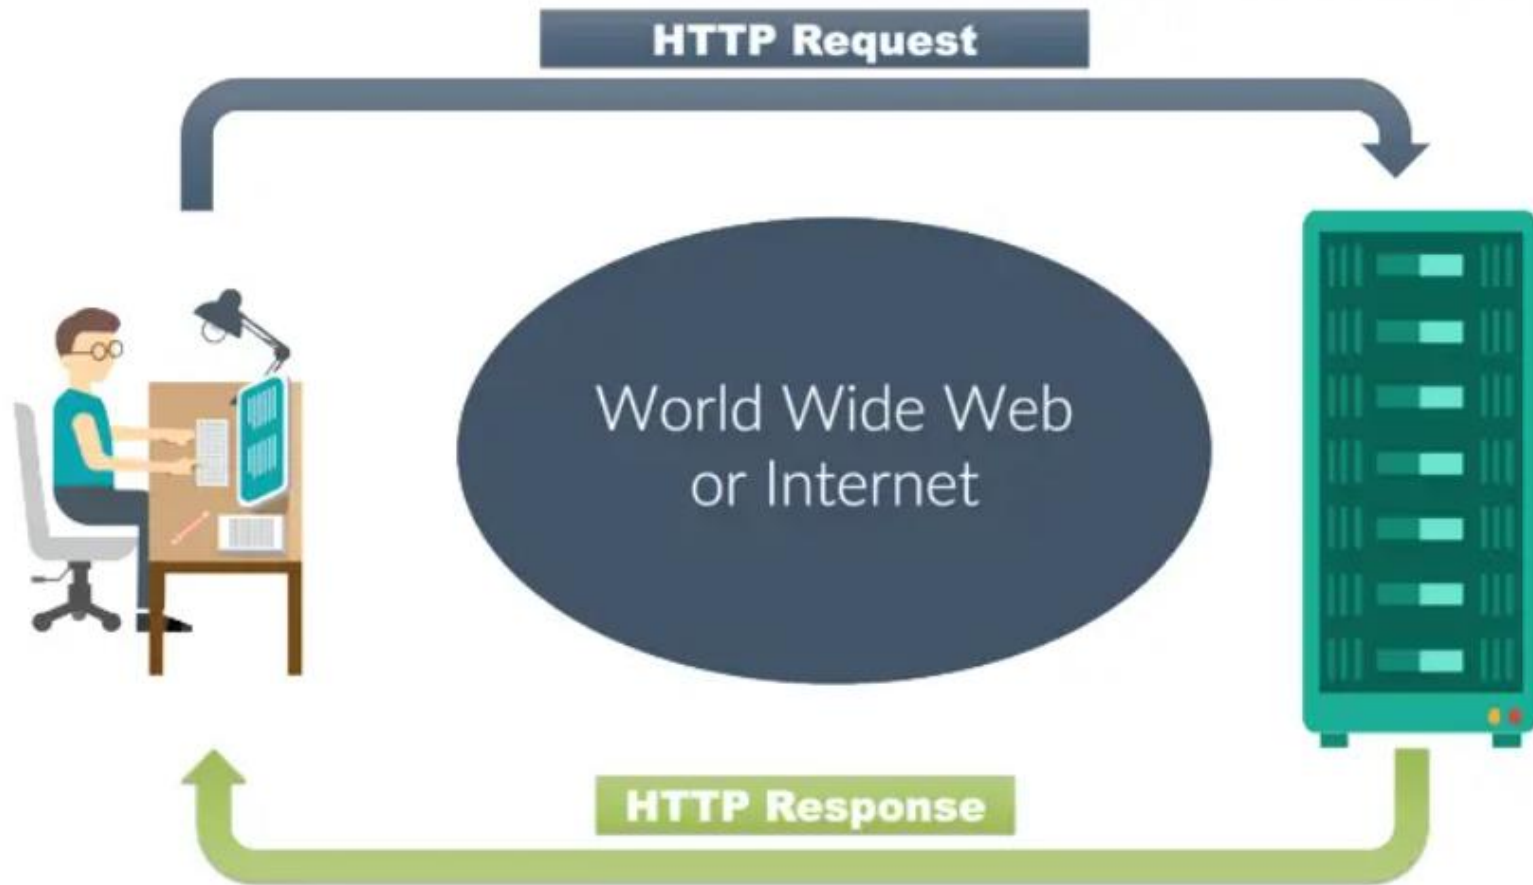 HTTP Request
World Wide Web
or Internet
HTTP Response